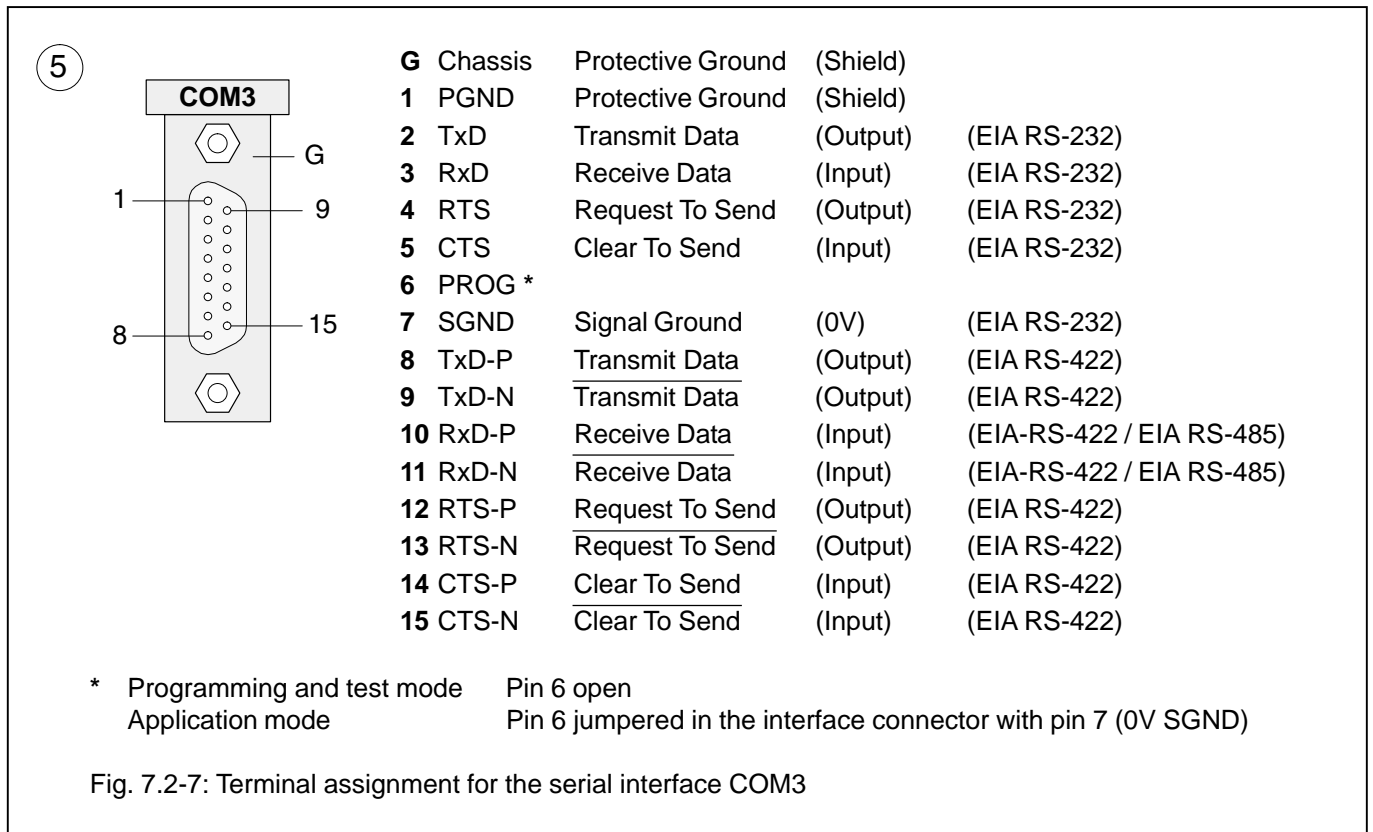 5
COM3
G
1
9
8
15
G Chassis Protective Ground (Shield)
1 PGND Protective Ground (Shield)
2 TxD Transmit Data (Output) (EIA RS-232)
3 RxD Receive Data (Input) (EIA RS-232)
4 RTS Request To Send (Output) (EIA RS-232)
5 CTS Clear To Send (Input) (EIA RS-232)
6 PROG *
7 SGND Signal Ground (0V) (EIA RS-232)
8 TxD-P Transmit Data (Output) (EIA RS-422)
9 TxD-N Transmit Data (Output) (EIA RS-422)
10 RxD-P Receive Data (Input) (EIA-RS-422 / EIA RS-485)
11 RxD-N Receive Data (Input) (EIA-RS-422 / EIA RS-485)
12 RTS-P Request To Send (Output) (EIA RS-422)
13 RTS-N Request To Send (Output) (EIA RS-422)
14 CTS-P Clear To Send (Input) (EIA RS-422)
15 CTS-N Clear To Send (Input) (EIA RS-422)
* Programming and test mode Pin 6 open
Application mode Pin 6 jumpered in the interface connector with pin 7 (0V SGND)
Fig. 7.2-7: Terminal assignment for the serial interface COM3